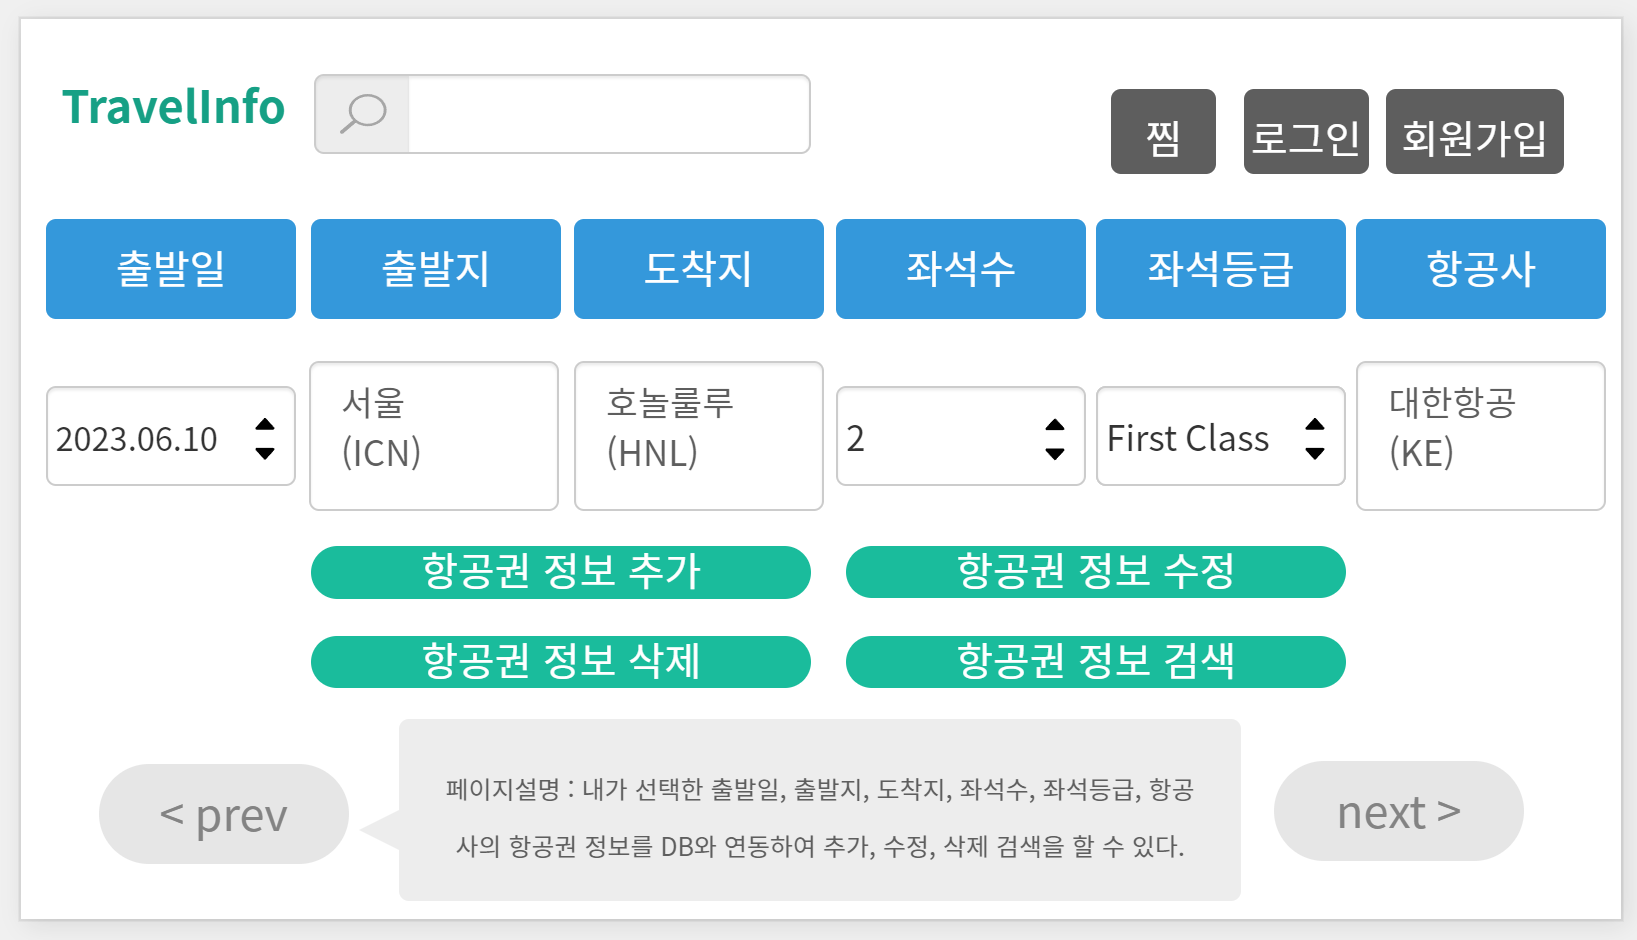 TravelInfo
찜
로그인
회원가입
출발일
출발지
도착지
좌석수
좌석등급
항공사
2023.06.10
서울
(ICN)
호놀룰루
(HNL)
2
First Class
대한항공
(KE)
항공권 정보 추가
항공권 정보 수정
항공권 정보 삭제
항공권 정보 검색
< prev
페이지설명 : 내가 선택한 출발일, 출발지, 도착지, 좌석수, 좌석등급, 항공
사의 항공권 정보를 DB와 연동하여 추가, 수정, 삭제 검색을 할 수 있다.
next >